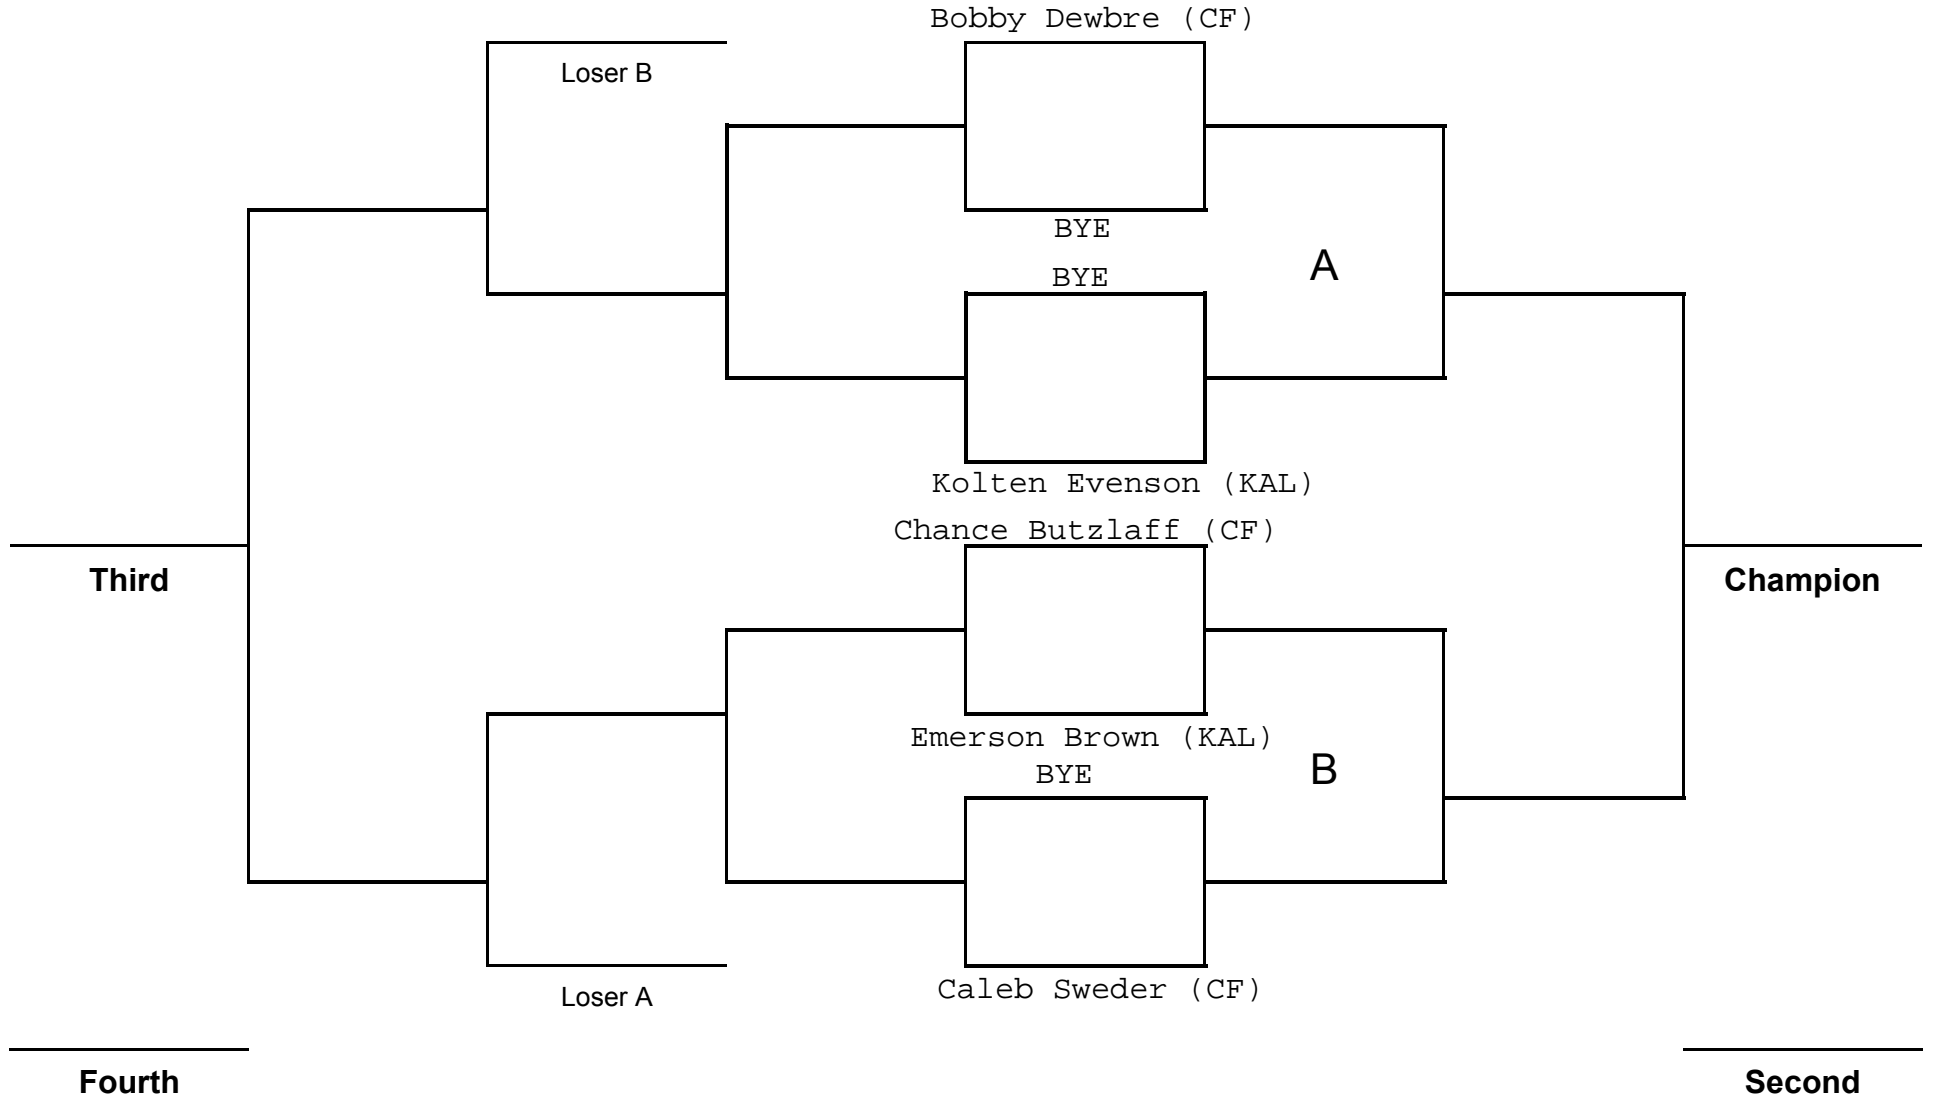 Bobby Dewbre (CF)
Loser B
BYE
BYE
A
Kolten Evenson (KAL)
Chance Butzlaff (CF)
Third
Champion
Emerson Brown (KAL)
BYE
B
Caleb Sweder (CF)
Loser A
Fourth
Second